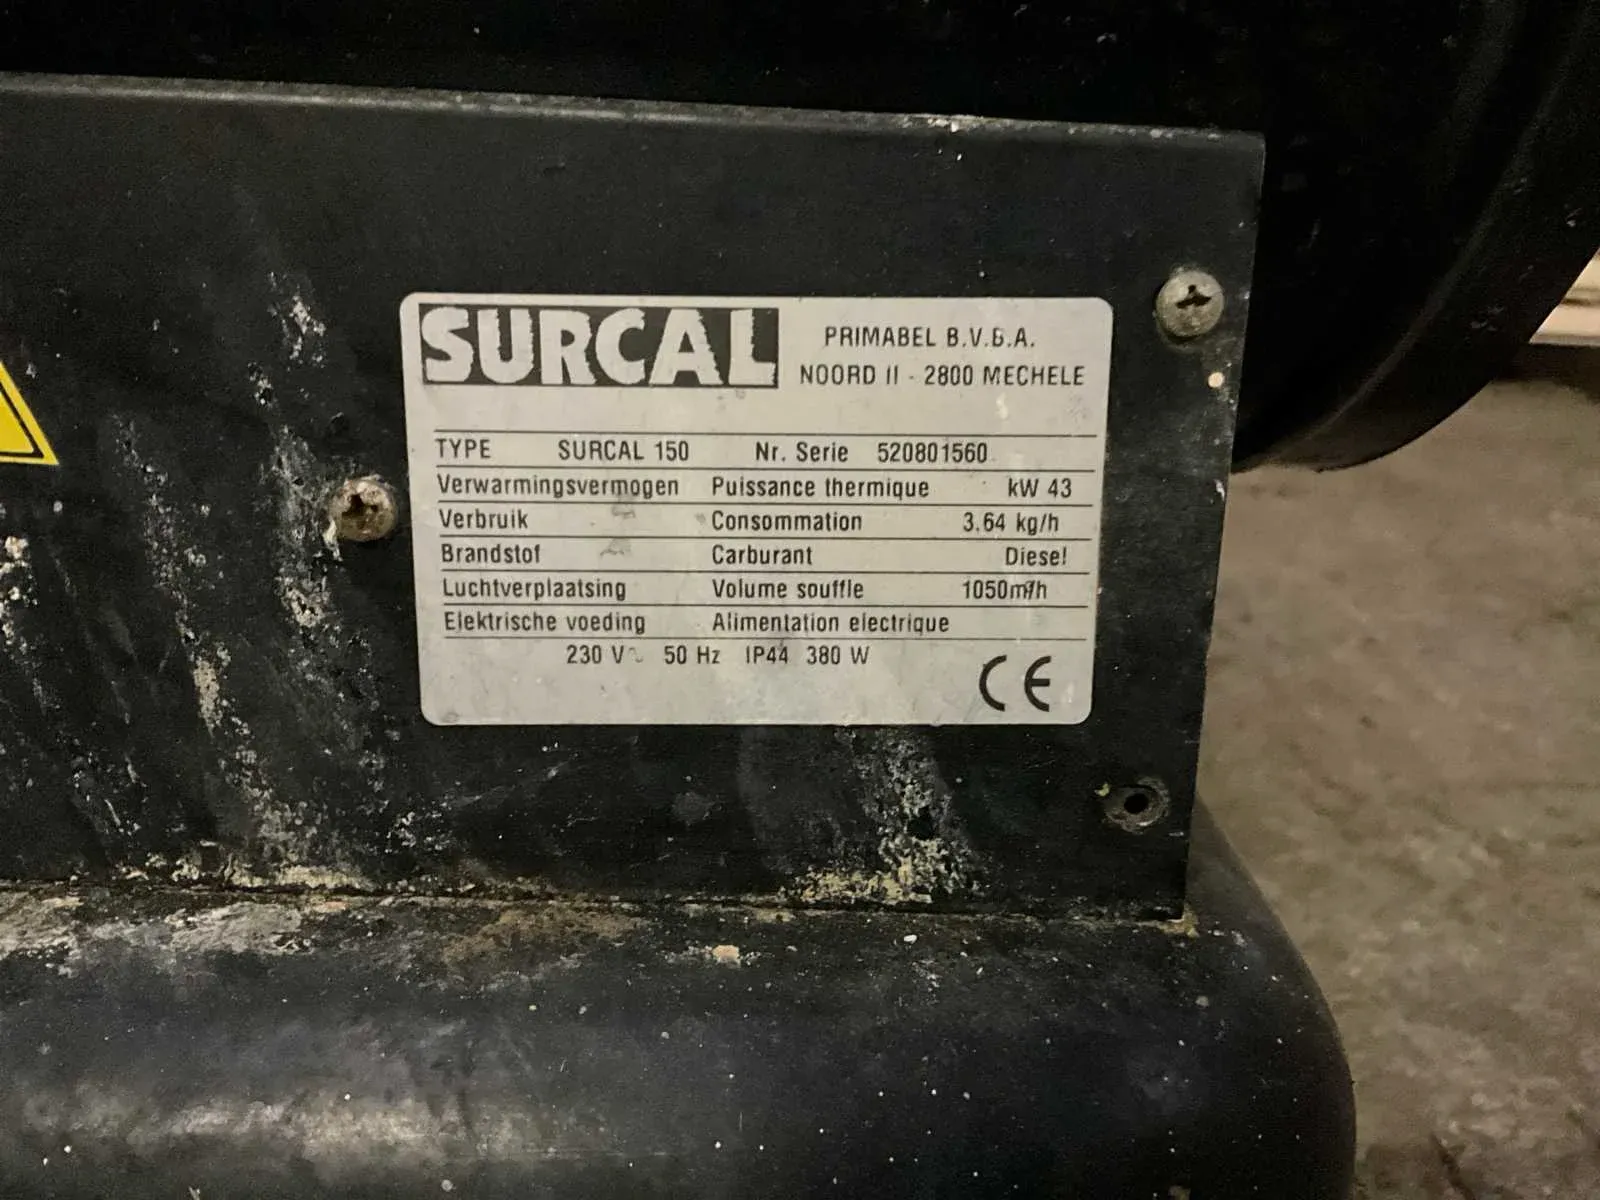 SURCAL
PRIMABEL B.V.B.A.
NOORD II - 2800 MECHELE
TYPE SURCAL 150 Nr. Serie 520801560
Verwarmingsvermogen Puissance thermique kW 43
Verbruik Consommation 3.64 kg/h
Brandstof Carburant Diesel
Luchtverplaatsing Volume souffle 1050m³/h
Elektrische voeding Alimentation electrique
230 V~ 50 Hz IP44 380 W
CE